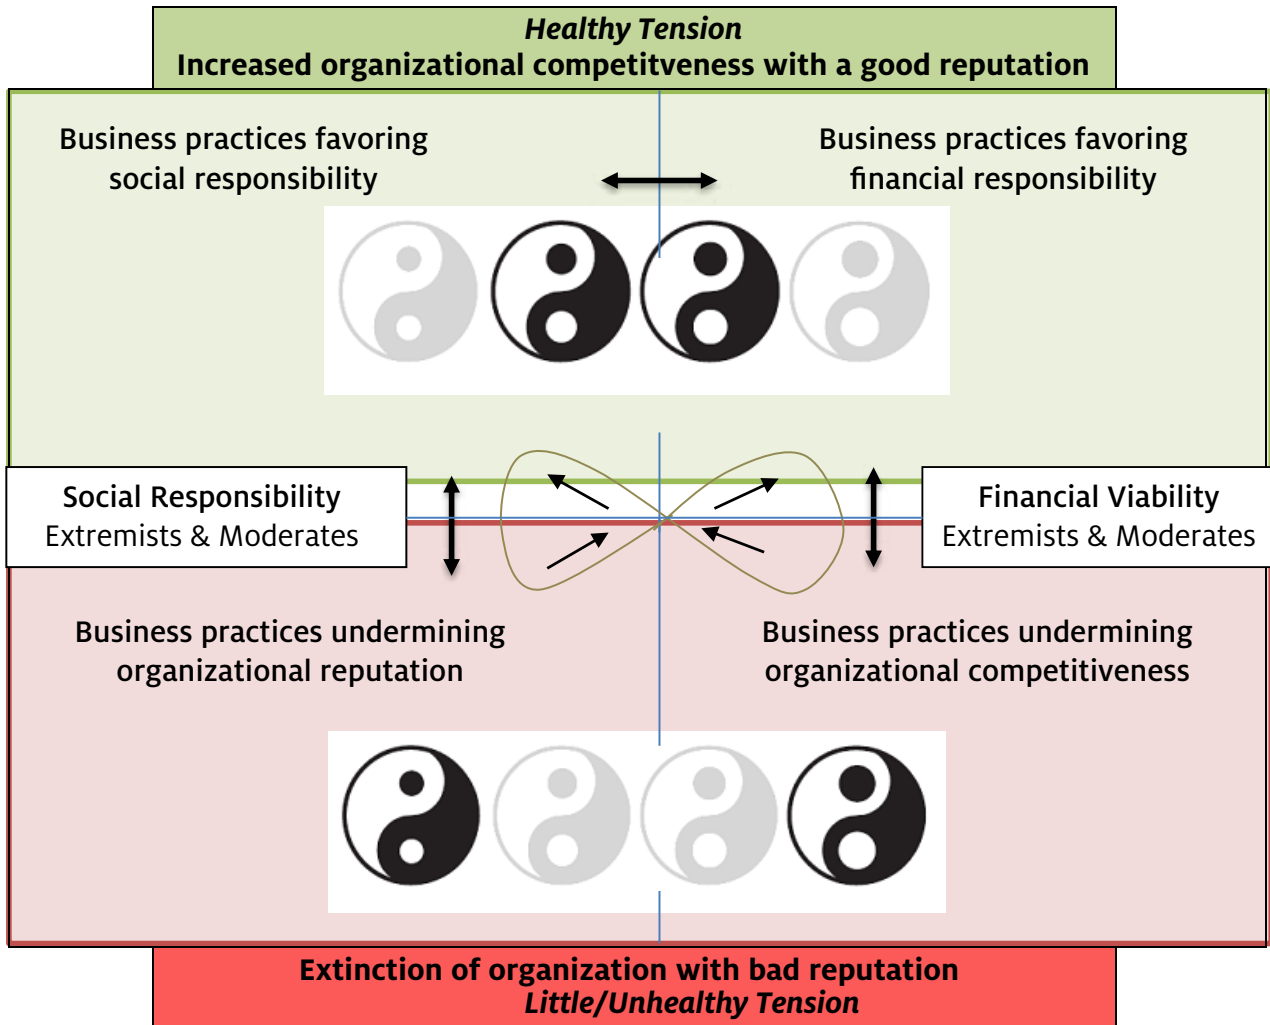 Healthy Tension
Increased organizational competitveness with a good reputation
Business practices favoring
social responsibility
Business practices favoring
financial responsibility
Social Responsibility
Extremists & Moderates
Financial Viability
Extremists & Moderates
Business practices undermining
organizational reputation
Business practices undermining
organizational competitiveness
Extinction of organization with bad reputation
Little/Unhealthy Tension